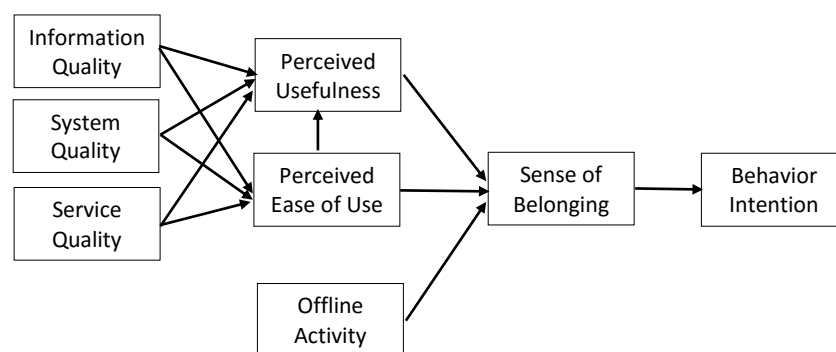 Information
Quality
System
Quality
Service
Quality
Perceived
Usefulness
Perceived
Ease of Use
Offline
Activity
Sense of
Belonging
Behavior
Intention